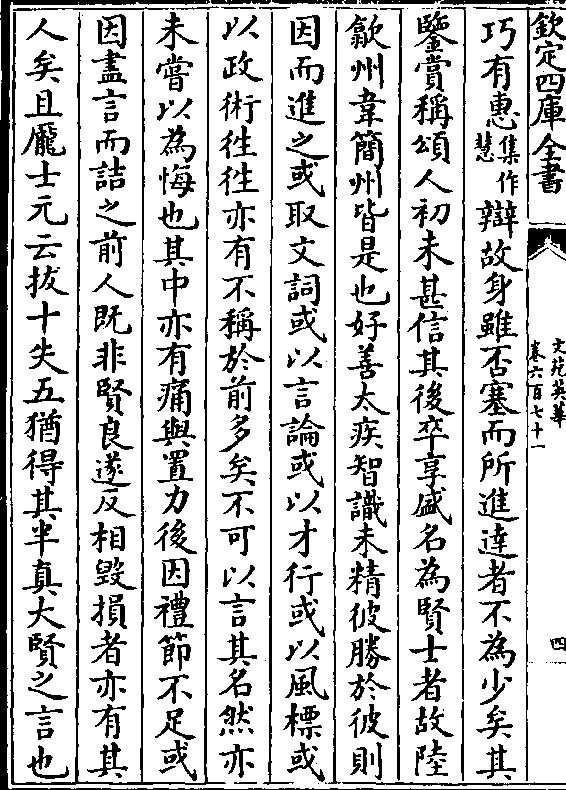 欽定四庫全書
文苑英華
卷六百七十一
四
巧有惠集作慧辯故身雖否塞而所進達者不為少矣其
鑒賞稱頌人初未甚信其後卒享盛名為賢士者故陸
歙州韋簡州皆是也好善太疾智識未精彼勝於彼則
因而進之或取文詞或以言論或以才行或以風標或
以政術徃徃亦有不稱於前多矣不可以言其名然亦
未嘗以為悔也其中亦有痛與置力後因禮節不足或
因盡言而詰之前人既非賢良遂反相毀損者亦有其
人矣且龐士元云拔十失五猶得其半真大賢之言也